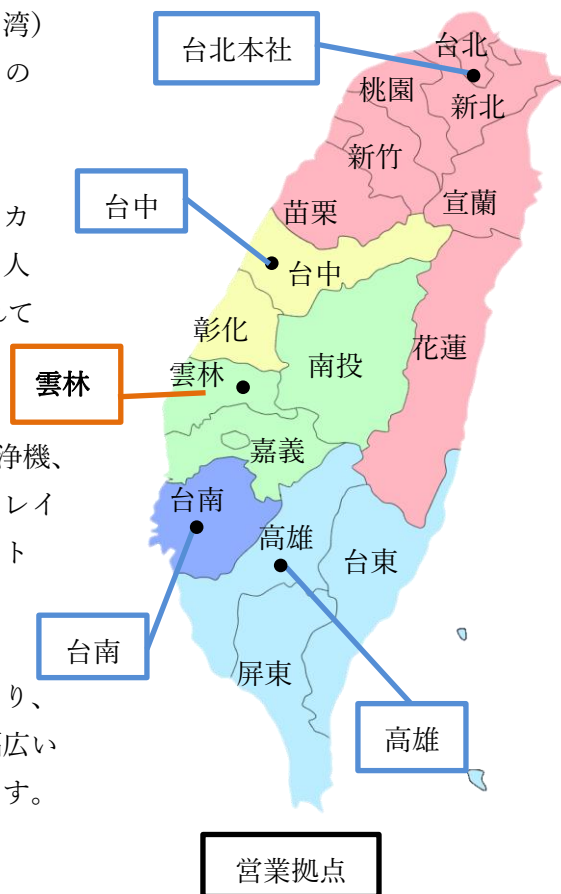 湾)
の
カ
人
して
浄機、
レイ
ト
り、
幅広い
す。
台北本社
台北
桃園
新北
新竹
宜蘭
苗栗
台中
台中
彰化
花蓮
南投
雲林
雲林
嘉義
台南
高雄
台東
台南
屏東
高雄
営業拠点